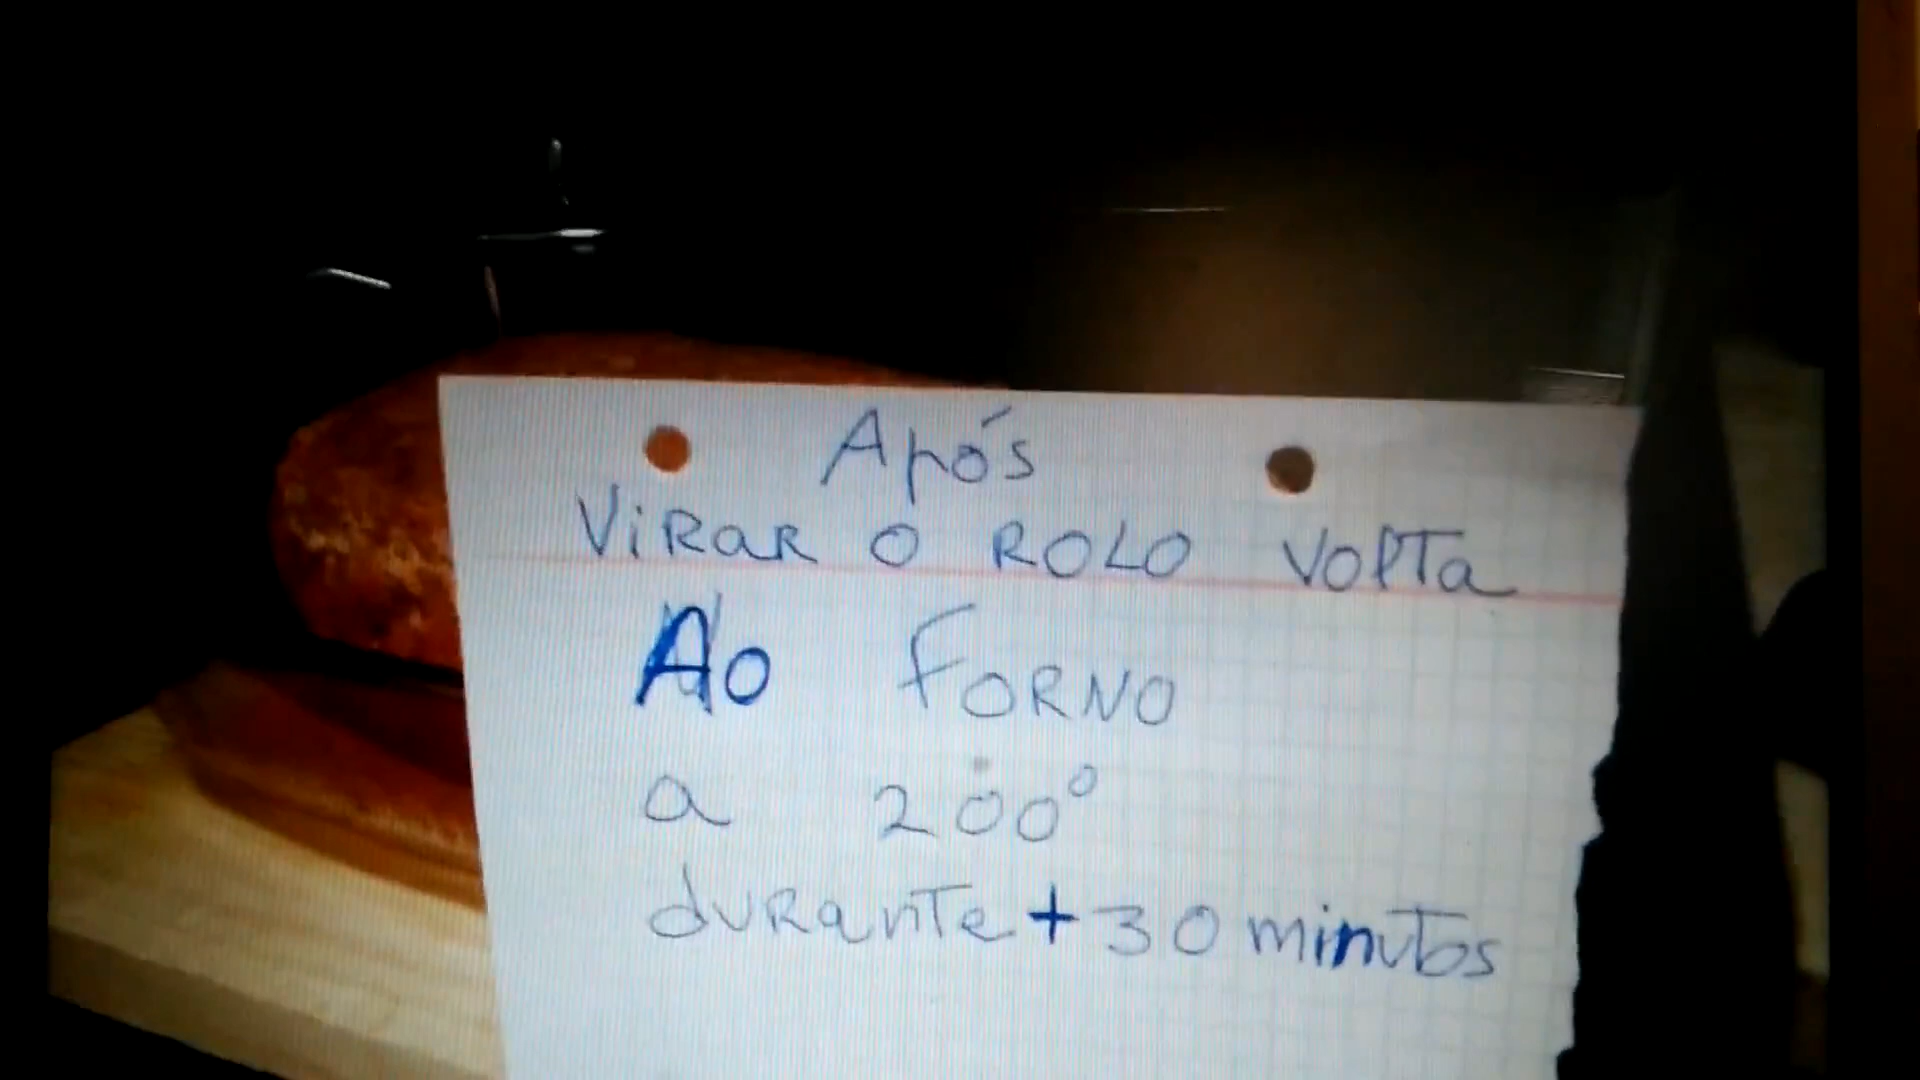 Após
Virar o ROLO volta
Ao Forno
a 200°
durante + 30 minutos